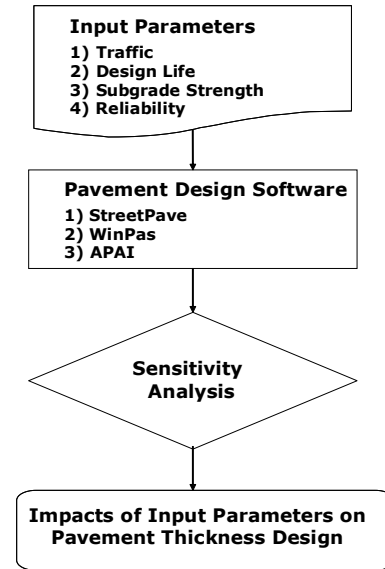 Input Parameters
1) Traffic
2) Design Life
3) Subgrade Strength
4) Reliability
Pavement Design Software
1) StreetPave
2) WinPas
3) APAI
Sensitivity
Analysis
Impacts of Input Parameters on
Pavement Thickness Design